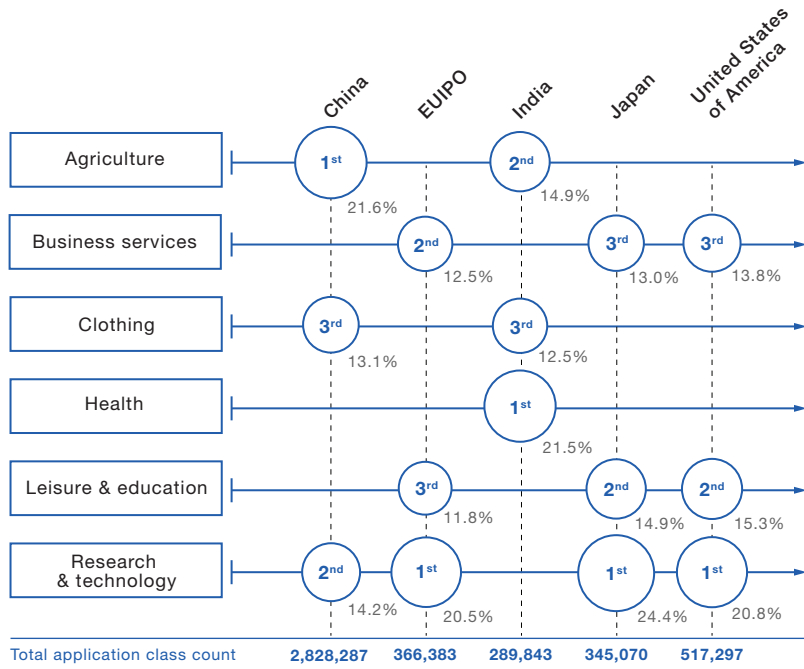 China
EUIPO
India
Japan
United States
of America
Agriculture
1st
2nd
21.6%
14.9%
Business services
2nd
3rd
3rd
12.5%
13.0%
13.8%
Clothing
3rd
3rd
13.1%
12.5%
Health
1st
21.5%
Leisure & education
3rd
2nd
2nd
11.8%
14.9%
15.3%
Research
& technology
2nd
1st
1st
1st
14.2%
20.5%
24.4%
20.8%
Total application class count
2,828,287
366,383
289,843
345,070
517,297